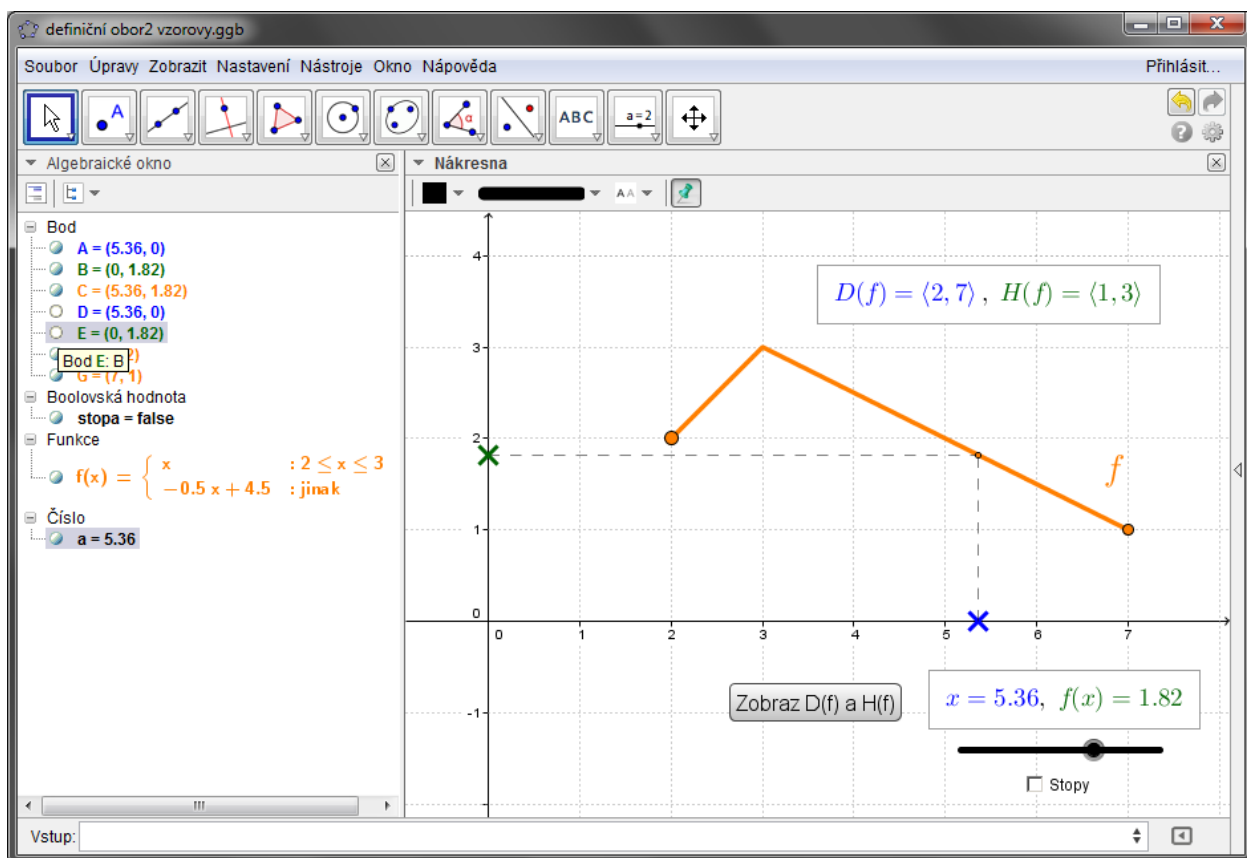 definiční obor2 vzorovy.ggb
Soubor Úpravy Zobrazit Nastavení Nástroje Okno Nápověda Přihlásit...
A α ABC a=2
Algebraické okno
Nákresna
AA
Bod
A = (5.36, 0)
B = (0, 1.82)
C = (5.36, 1.82)
D = (5.36, 0)
E = (0, 1.82)
Bod E: B
G = (7, 1)
Boolovská hodnota
stopa = false
Funkce
f(x) = { x : 2 ≤ x ≤ 3
−0.5 x + 4.5 : jinak
Číslo
a = 5.36
4
D(f) = ⟨2, 7⟩ , H(f) = ⟨1, 3⟩
3
2
f
1
0
0 1 2 3 4 5 6 7
-1
Zobraz D(f) a H(f)
x = 5.36, f(x) = 1.82
Stopy
Vstup: